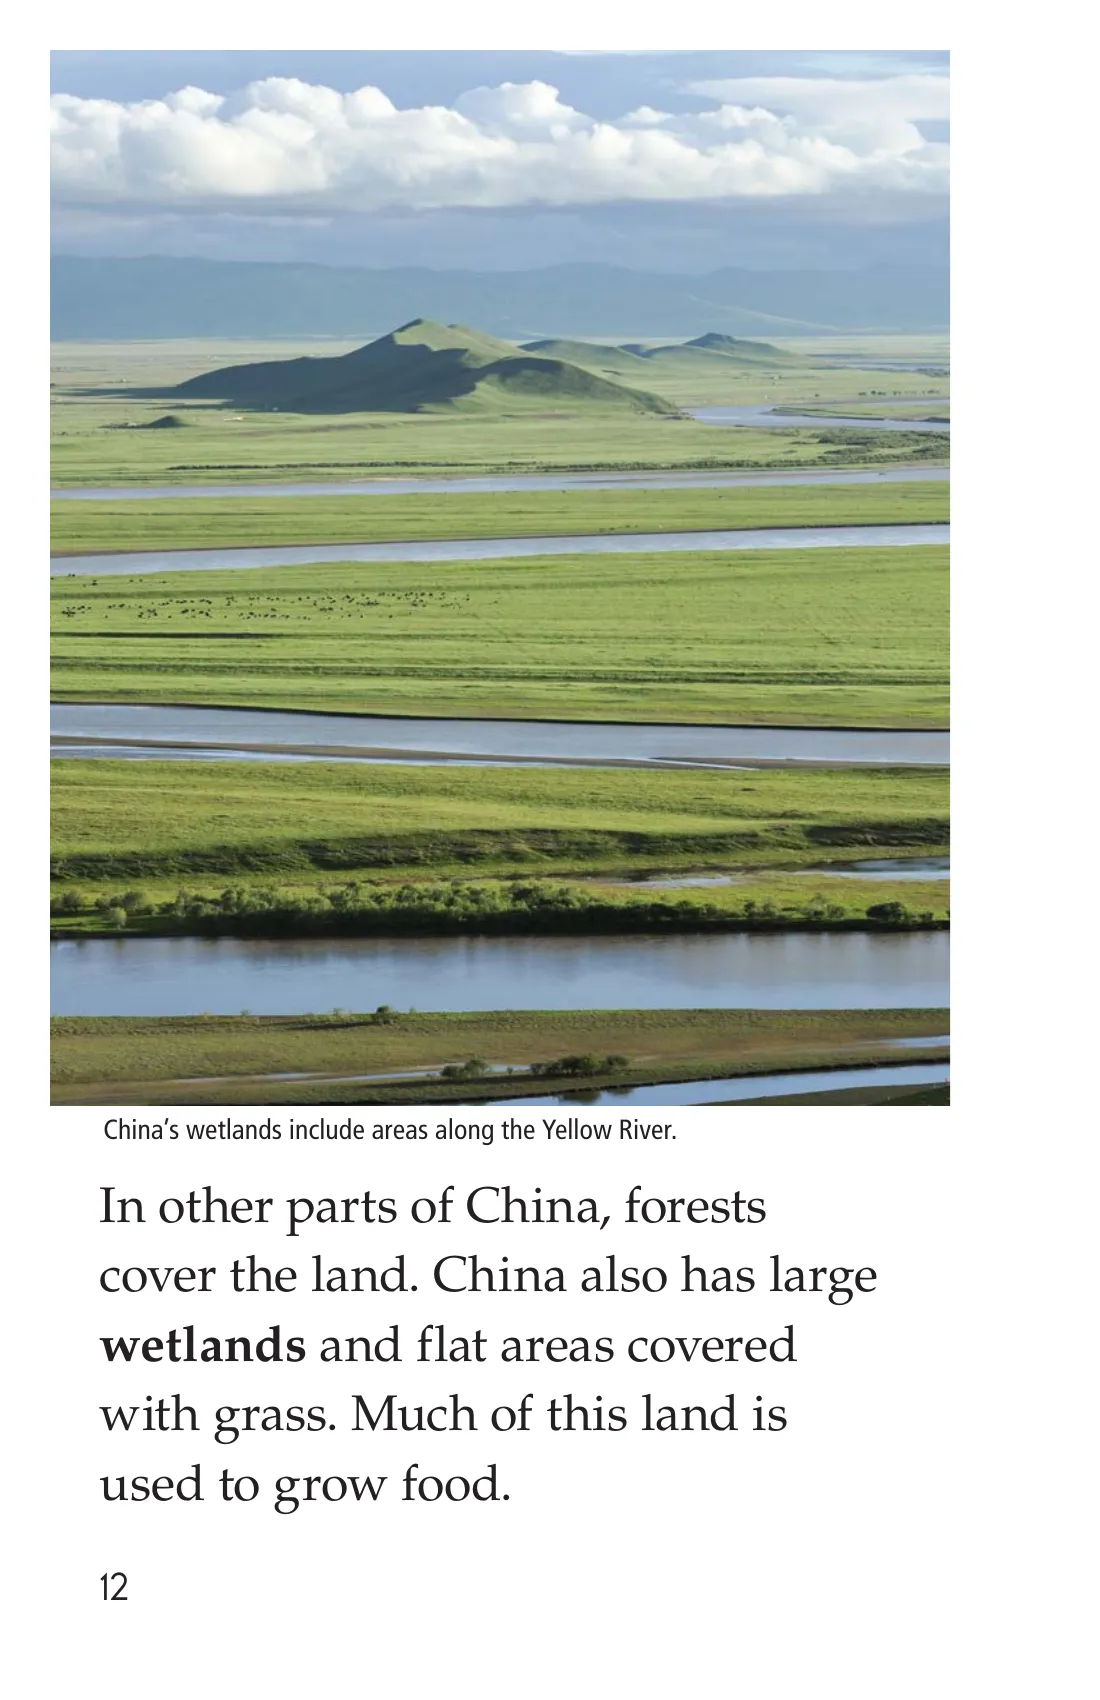 China’s wetlands include areas along the Yellow River.
In other parts of China, forests
cover the land. China also has large
wetlands and flat areas covered
with grass. Much of this land is
used to grow food.
12